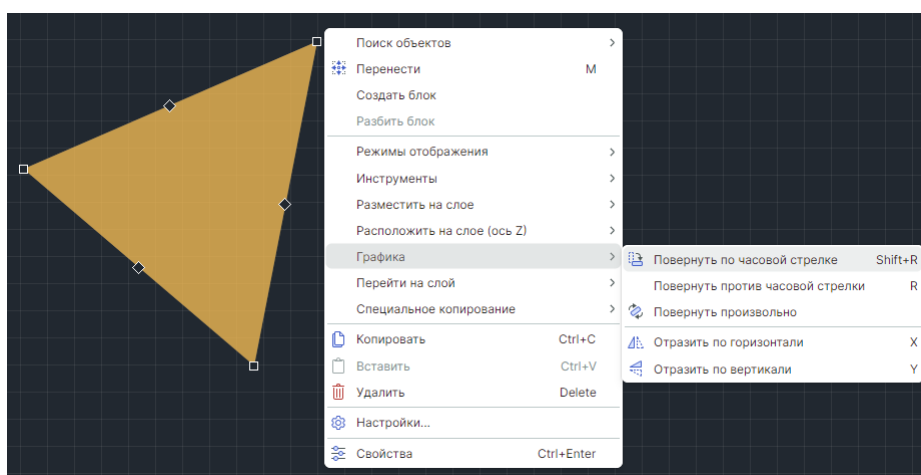 Поиск объектов
Перенести M
Создать блок
Разбить блок
Режимы отображения
Инструменты
Разместить на слое
Расположить на слое (ось Z)
Графика
Повернуть по часовой стрелке Shift+R
Повернуть против часовой стрелки R
Повернуть произвольно
Отразить по горизонтали X
Отразить по вертикали Y
Перейти на слой
Специальное копирование
Копировать Ctrl+C
Вставить Ctrl+V
Удалить Delete
Настройки...
Свойства Ctrl+Enter